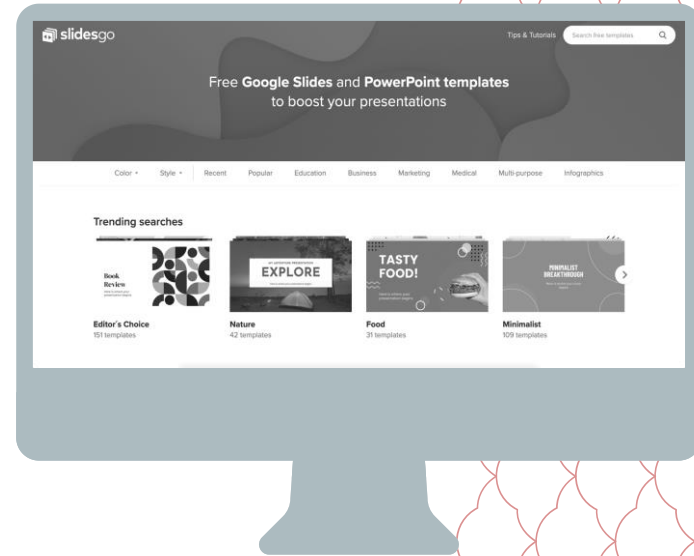 slidesgo
Tips & Tutorials
Search free templates
Free Google Slides and PowerPoint templates
to boost your presentations
Color
Style
Recent
Popular
Education
Business
Marketing
Medical
Multi-purpose
Infographics
Trending searches
Book
Review
EXPLORE
TASTY
FOOD!
MINIMALIST
BREAKTHROUGH
Editor´s Choice
151 templates
Nature
42 templates
Food
31 templates
Minimalist
109 templates